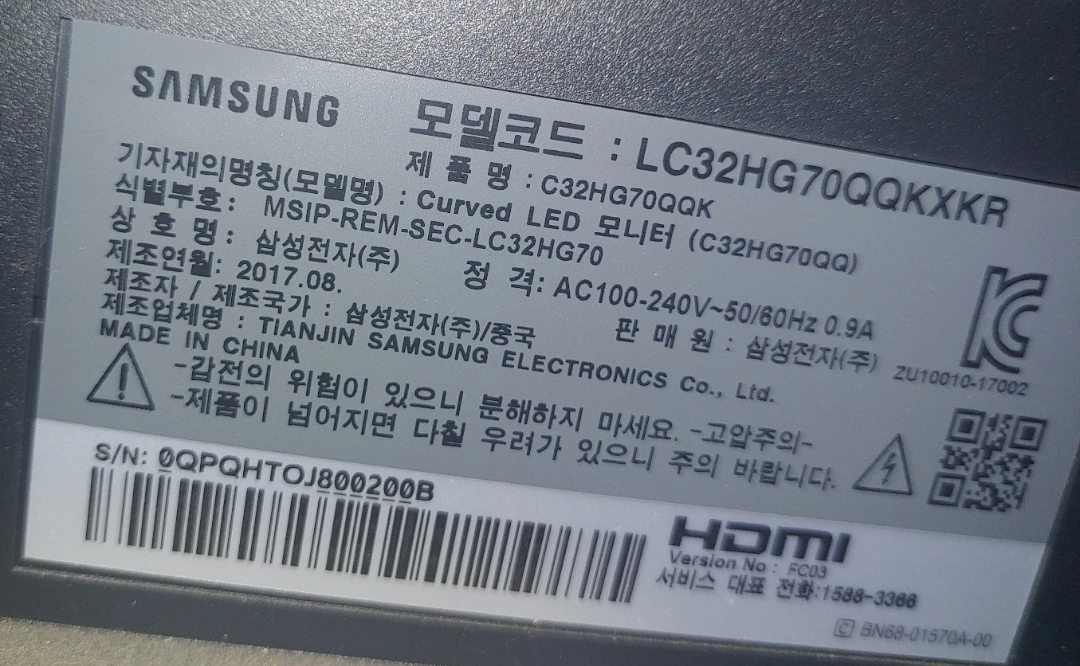 SAMSUNG
모델코드 : LC32HG70QQKXKR
제 품 명 : C32HG70QQK
기자재의명칭(모델명) : Curved LED 모니터 (C32HG70QQ)
식별부호: MSIP-REM-SEC-LC32HG70
상 호 명: 삼성전자(주) 정 격: AC100-240V~50/60Hz 0.9A
제조연월: 2017.08. 판 매 원 : 삼성전자(주)
제조자 / 제조국가 : 삼성전자(주)/중국
제조업체명 : TIANJIN SAMSUNG ELECTRONICS Co., Ltd.
MADE IN CHINA
ZU10010-17002
-감전의 위험이 있으니 분해하지 마세요. -고압주의-
-제품이 넘어지면 다칠 우려가 있으니 주의 바랍니다.
S/N: 0QPQHTOJ800200B
HDMI
Version No : FC03
서비스 대표 전화:1588-3366
C BN68-01570A-00